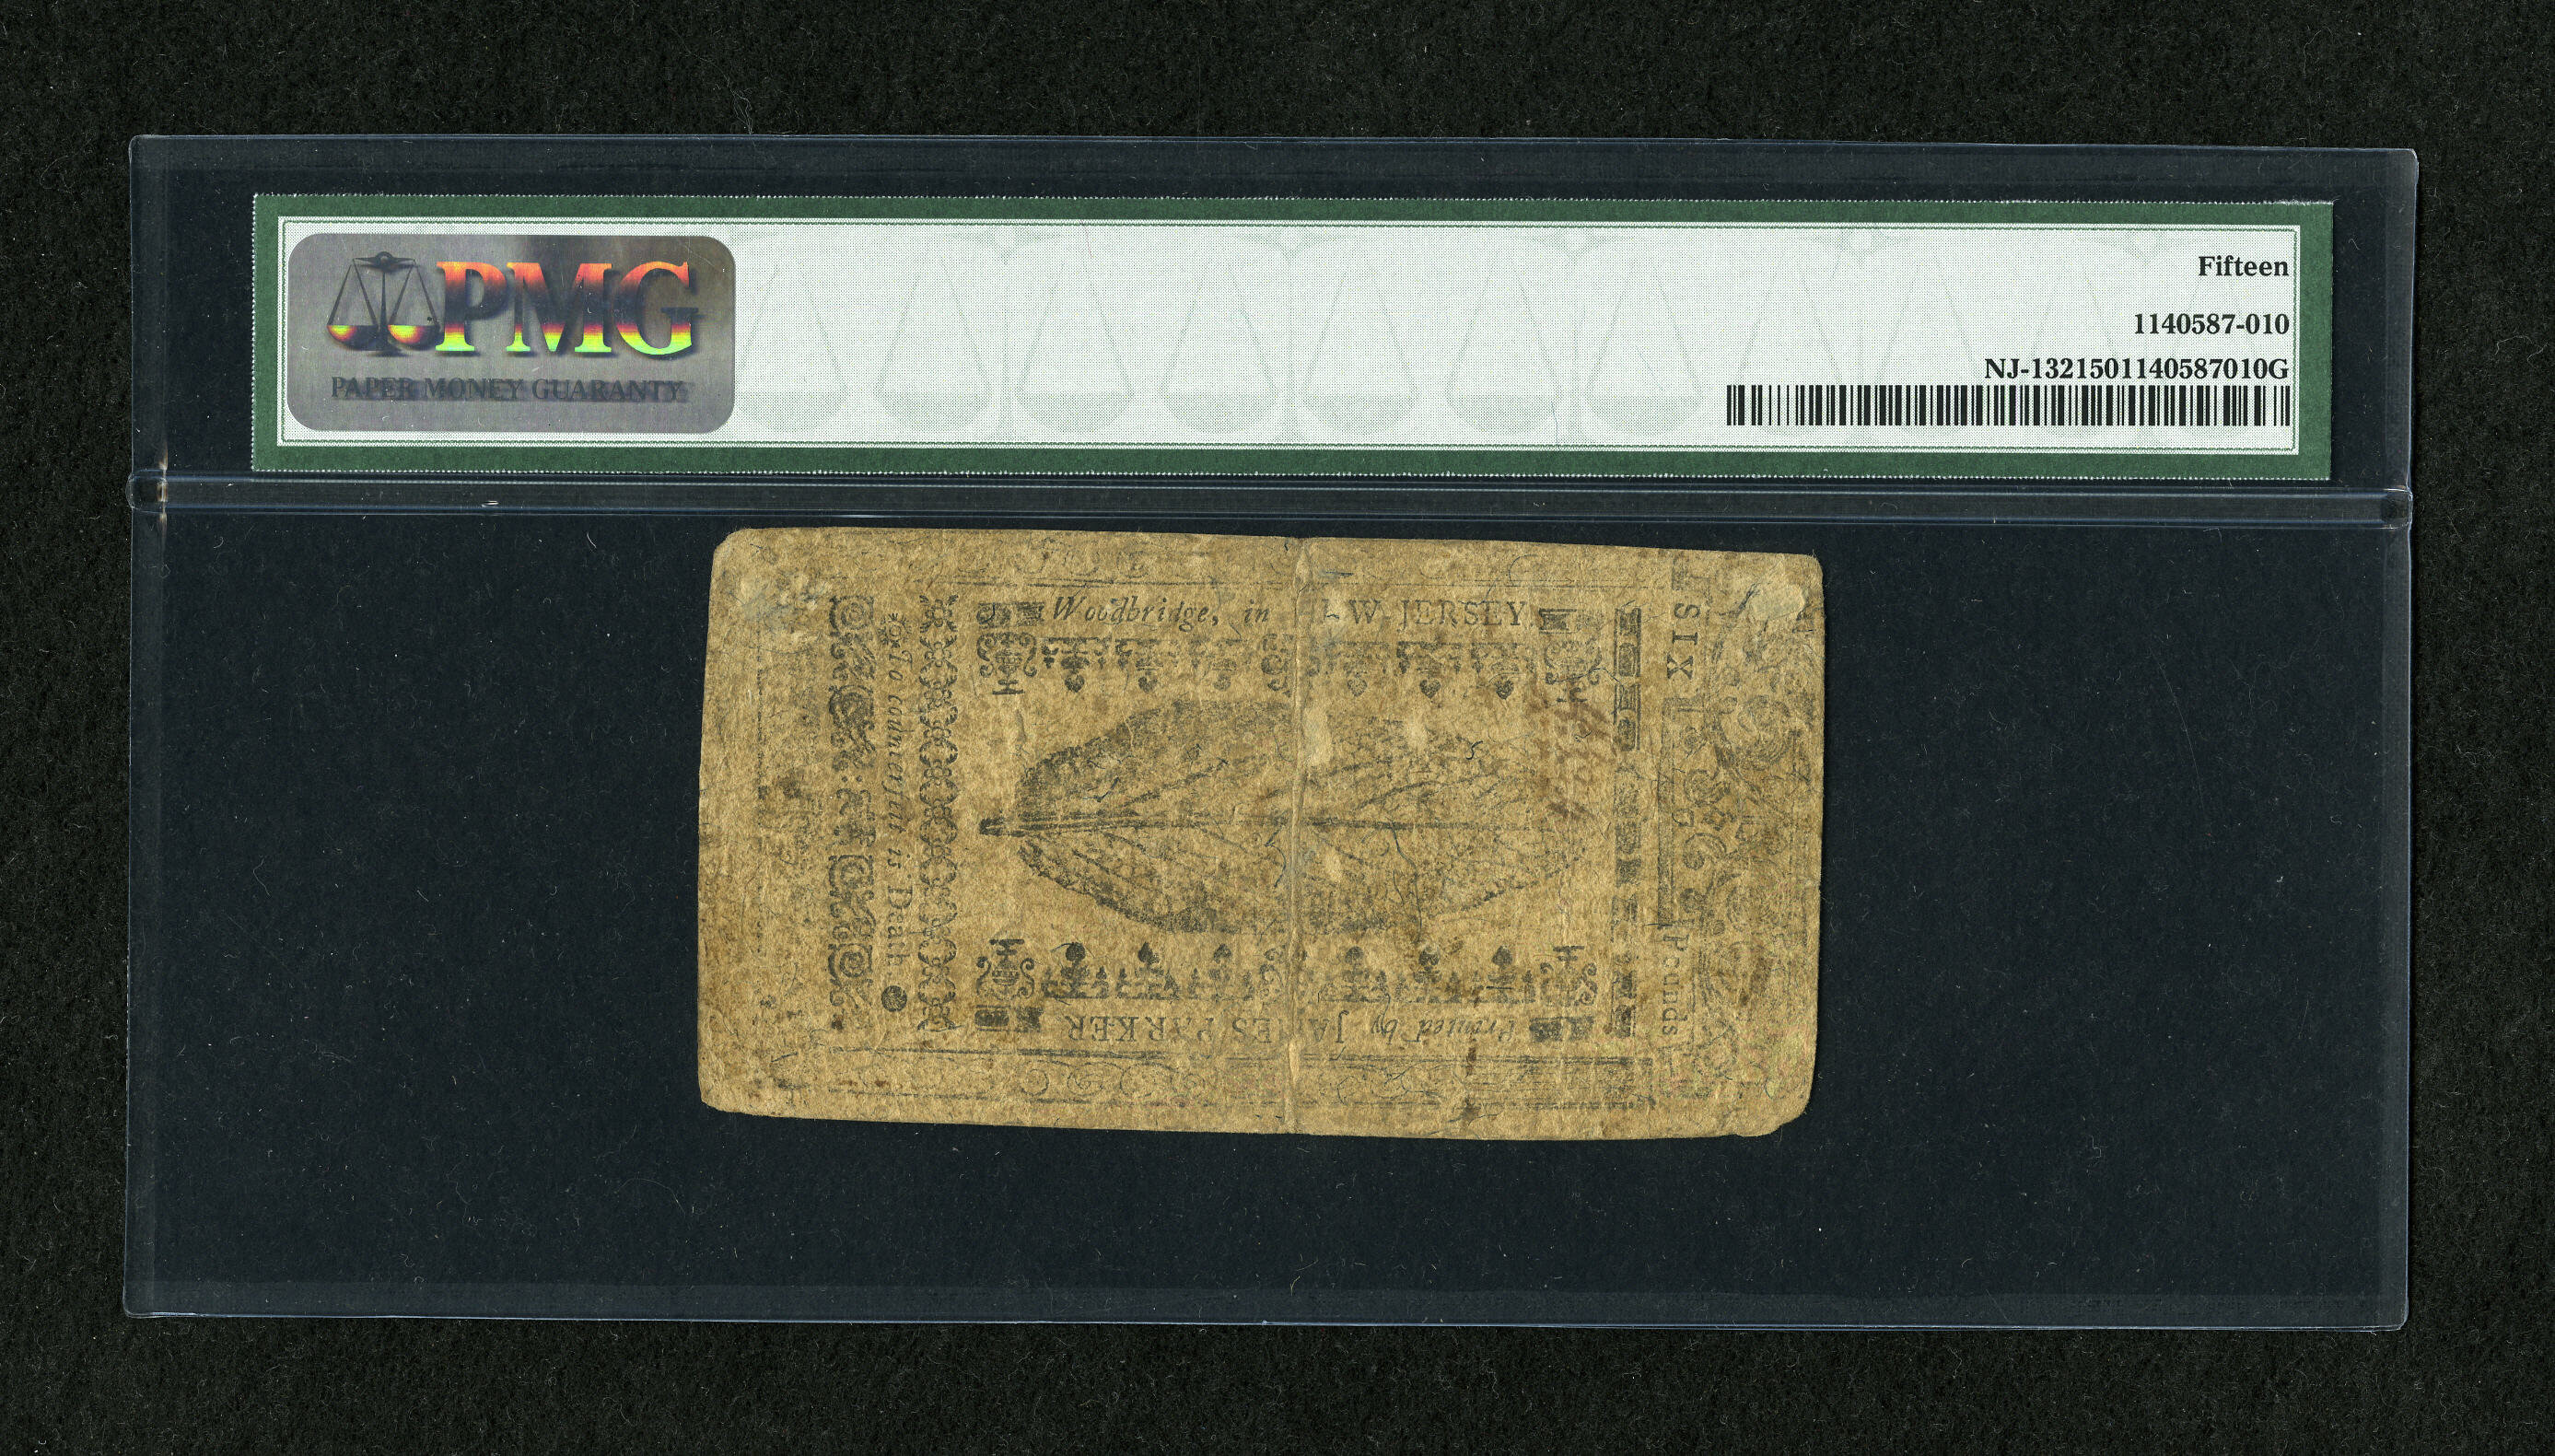 PMG
PAPER MONEY GUARANTY
Fifteen
1140587-010
NJ-1321501140587010G
Woodbridge, in W-JERSEY.
SIX
Pounds
To counterfeit is Death.
Printed by JAMES PARKER